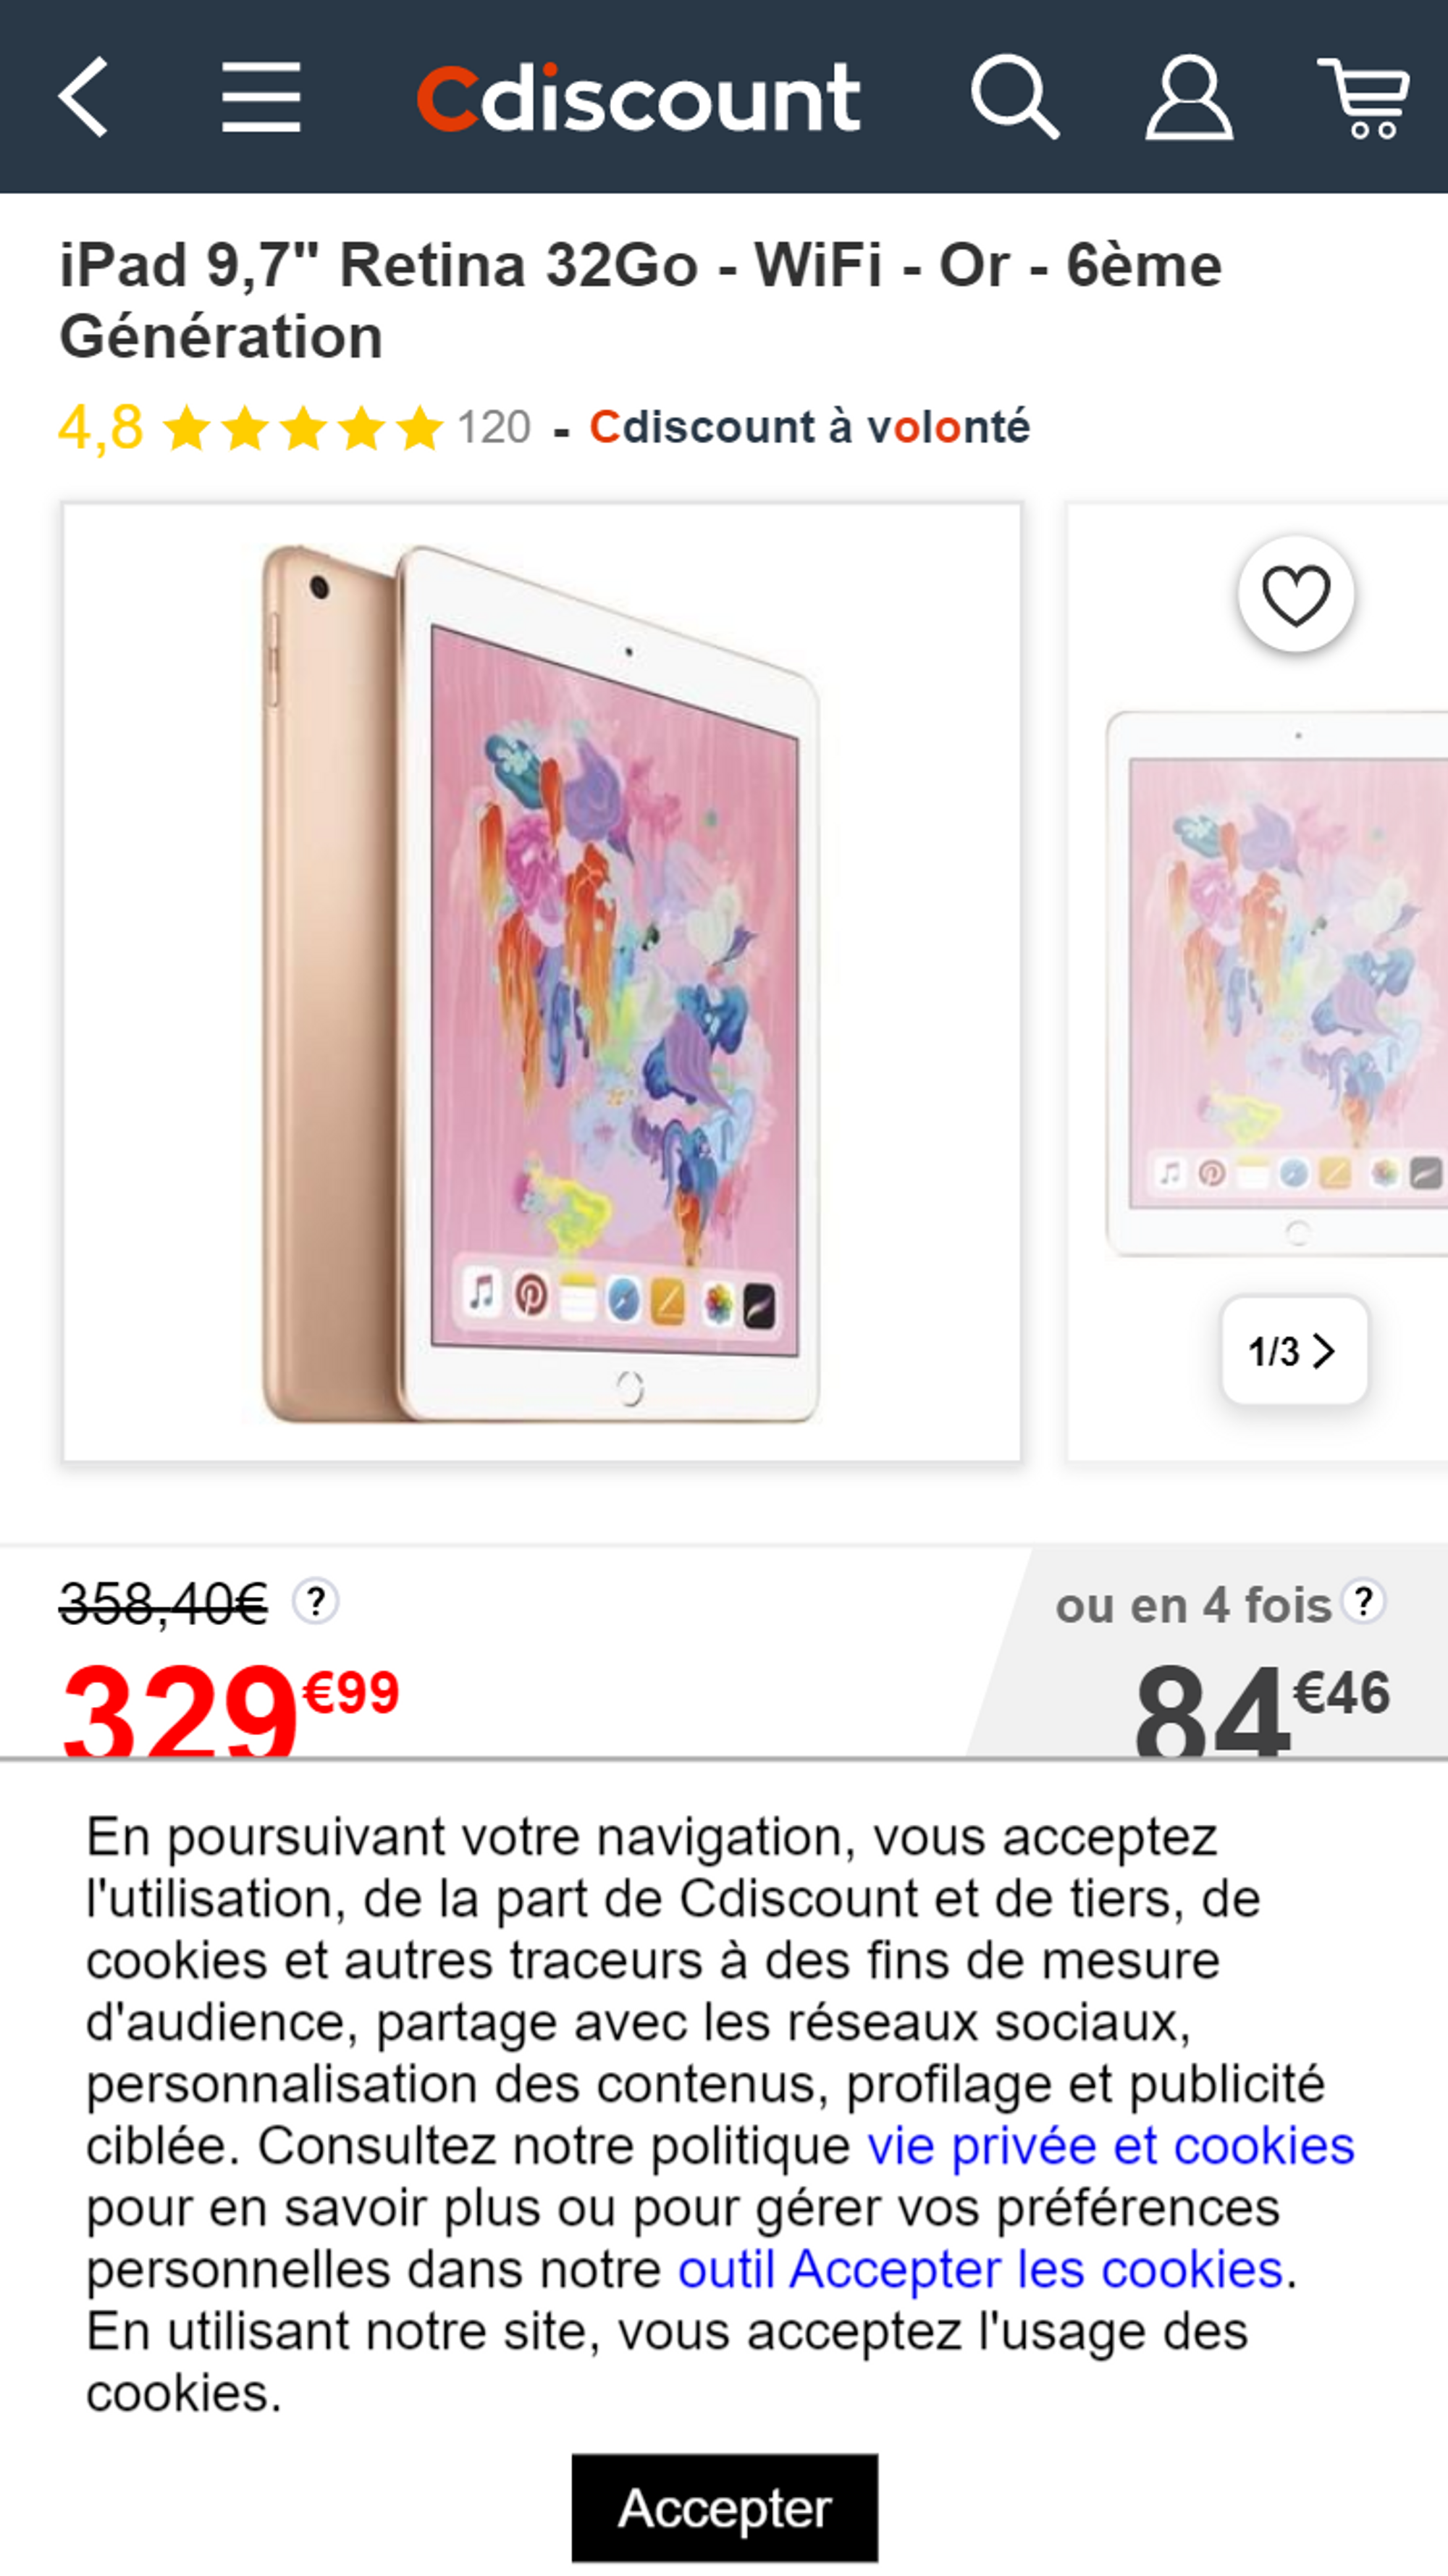 Cdiscount
iPad 9,7" Retina 32Go - WiFi - Or - 6ème
Génération
4,8 120 - Cdiscount à volonté
1/3
358,40€ ? ou en 4 fois ?
329€99 84€46
En poursuivant votre navigation, vous acceptez
l'utilisation, de la part de Cdiscount et de tiers, de
cookies et autres traceurs à des fins de mesure
d'audience, partage avec les réseaux sociaux,
personnalisation des contenus, profilage et publicité
ciblée. Consultez notre politique vie privée et cookies
pour en savoir plus ou pour gérer vos préférences
personnelles dans notre outil Accepter les cookies.
En utilisant notre site, vous acceptez l'usage des
cookies.
Accepter